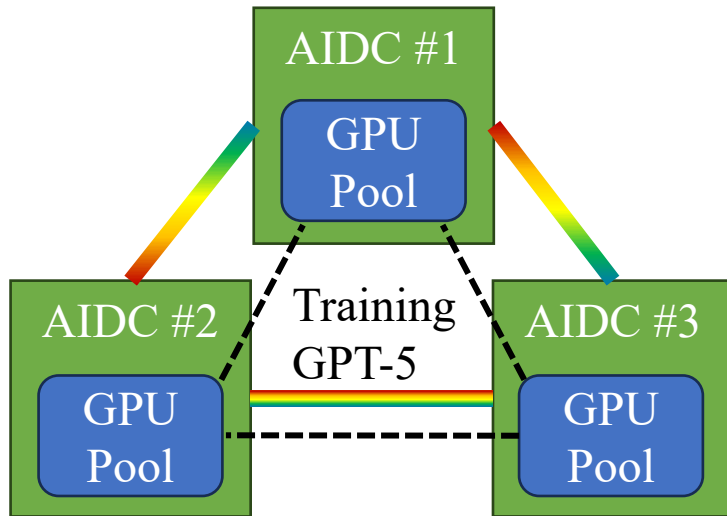 AIDC #1
GPU
Pool
Training
GPT-5
AIDC #2
GPU
Pool
AIDC #3
GPU
Pool